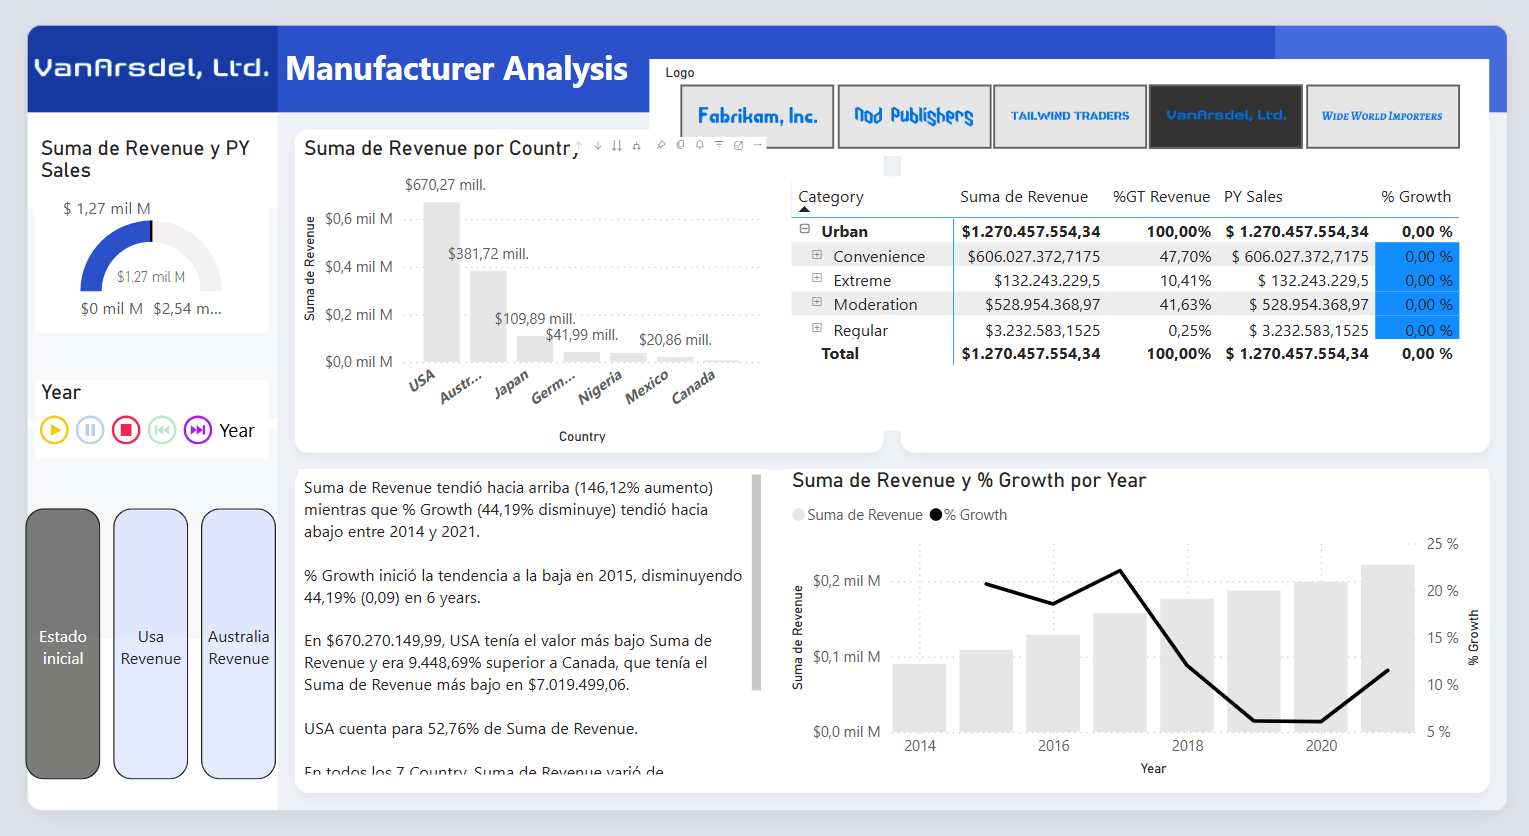 VanArsdel, Ltd.
Manufacturer Analysis
Logo
Fabrikam, Inc.
Nod Publishers
TAILWIND TRADERS
VanArsdel, Ltd.
WIDE WORLD IMPORTERS
Suma de Revenue y PY
Sales
$ 1,27 mil M
$1,27 mil M
$0 mil M
$2,54 m...
Year
Year
Estado
inicial
Usa
Revenue
Australia
Revenue
Suma de Revenue por Country
Suma de Revenue
$0,6 mil M
$0,4 mil M
$0,2 mil M
$0,0 mil M
$670,27 mill.
$381,72 mill.
$109,89 mill.
$41,99 mill.
$20,86 mill.
USA
Austr...
Japan
Germ...
Nigeria
Mexico
Canada
Country
Category Suma de Revenue %GT Revenue PY Sales % Growth
Urban $1.270.457.554,34 100,00% $ 1.270.457.554,34 0,00 %
Convenience $606.027.372,7175 47,70% $ 606.027.372,7175 0,00 %
Extreme $132.243.229,5 10,41% $ 132.243.229,5 0,00 %
Moderation $528.954.368,97 41,63% $ 528.954.368,97 0,00 %
Regular $3.232.583,1525 0,25% $ 3.232.583,1525 0,00 %
Total $1.270.457.554,34 100,00% $ 1.270.457.554,34 0,00 %
Suma de Revenue tendió hacia arriba (146,12% aumento)
mientras que % Growth (44,19% disminuye) tendió hacia
abajo entre 2014 y 2021.
% Growth inició la tendencia a la baja en 2015, disminuyendo
44,19% (0,09) en 6 years.
En $670.270.149,99, USA tenía el valor más bajo Suma de
Revenue y era 9.448,69% superior a Canada, que tenía el
Suma de Revenue más bajo en $7.019.499,06.
USA cuenta para 52,76% de Suma de Revenue.
En todos los 7 Country, Suma de Revenue varió de
Suma de Revenue y % Growth por Year
Suma de Revenue % Growth
Suma de Revenue
$0,2 mil M
$0,1 mil M
$0,0 mil M
25 %
20 %
15 %
10 %
5 %
% Growth
2014 2016 2018 2020
Year